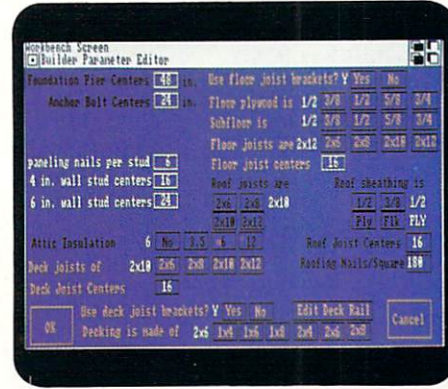 Workbench Screen
Builder Parameter Editor
Foundation Pier Centers 48 in. Use floor joist brackets? Y Yes No
Anchor Bolt Centers 24 in. Floor plywood is 1/2 3/8 1/2 5/8 3/4
Subfloor is 1/2 3/8 1/2 5/8 3/4
Floor joists are 2x12 2x6 2x8 2x10 2x12
paneling nails per stud 6 Floor joist centers 16
4 in. wall stud centers 16 Roof joists are Roof sheathing is
6 in. wall stud centers 24 2x6 2x8 2x10 1/2 3/8 1/2
2x10 2x12 Ply Flk PLY
Attic Insulation 6 No 3.5 6 12 Roof Joist Centers 16
Deck joists of 2x10 2x6 2x8 2x10 2x12 Roofing Nails/Square 180
Deck Joist Centers 16
Use deck joist brackets? Y Yes No Edit Deck Rail
OK Decking is made of 2x6 1x4 1x6 1x8 2x4 2x6 2x8 Cancel